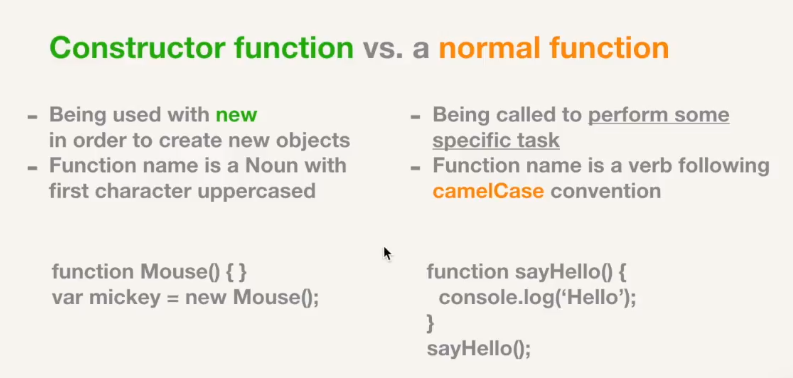 Constructor function vs. a normal function
- Being used with new
in order to create new objects
- Function name is a Noun with
first character uppercased
function Mouse() { }
var mickey = new Mouse();
- Being called to perform some
specific task
- Function name is a verb following
camelCase convention
function sayHello() {
console.log(‘Hello’);
}
sayHello();